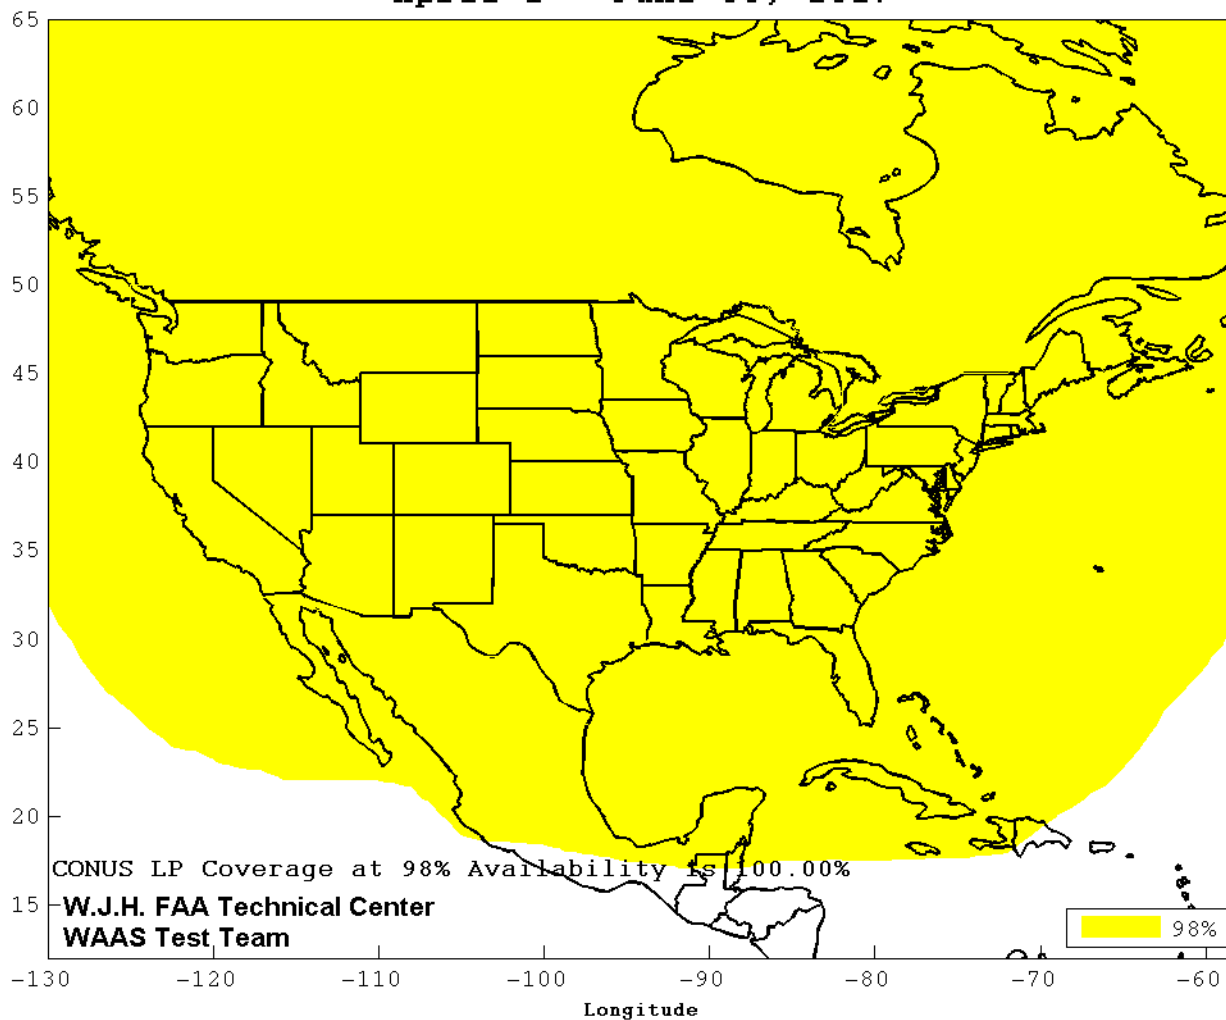 65
60
55
50
45
40
35
30
25
20
15
CONUS LP Coverage at 98% Availability is 100.00%
W.J.H. FAA Technical Center
WAAS Test Team
98%
-130 -120 -110 -100 -90 -80 -70 -60
Longitude